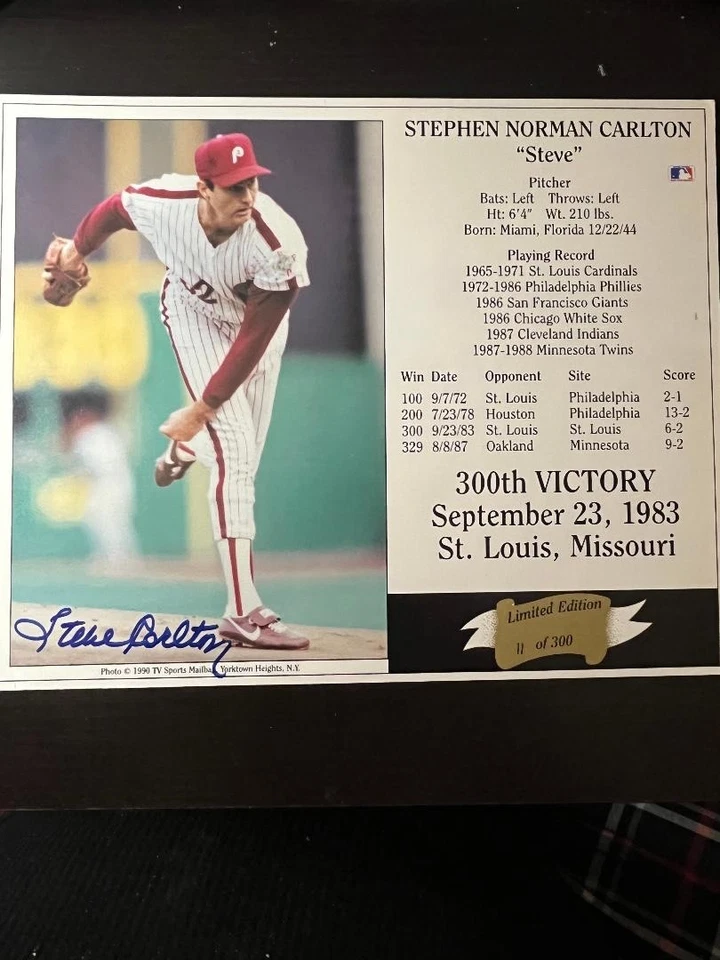 STEPHEN NORMAN CARLTON
"Steve"
Pitcher
Bats: Left Throws: Left
Ht: 6'4" Wt. 210 lbs.
Born: Miami, Florida 12/22/44
Playing Record
1965-1971 St. Louis Cardinals
1972-1986 Philadelphia Phillies
1986 San Francisco Giants
1986 Chicago White Sox
1987 Cleveland Indians
1987-1988 Minnesota Twins
Win Date Opponent Site Score
100 9/7/72 St. Louis Philadelphia 2-1
200 7/23/78 Houston Philadelphia 13-2
300 9/23/83 St. Louis St. Louis 6-2
329 8/8/87 Oakland Minnesota 9-2
300th VICTORY
September 23, 1983
St. Louis, Missouri
Limited Edition
11 of 300
P
Steve Carlton
Photo © 1990 TV Sports Mailbag Yorktown Heights, N.Y.